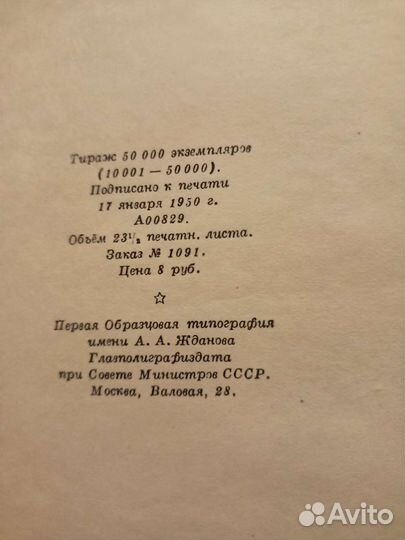 Тираж 50 000 экземпляров
(10001 — 50000).
Подписано к печати
17 января 1950 г.
А00829.
Объём 23½ печатн. листа.
Заказ № 1091.
Цена 8 руб.
Первая Образцовая типография
имени А. А. Жданова
Главполиграфиздата
при Совете Министров СССР.
Москва, Валовая, 28.
Avito